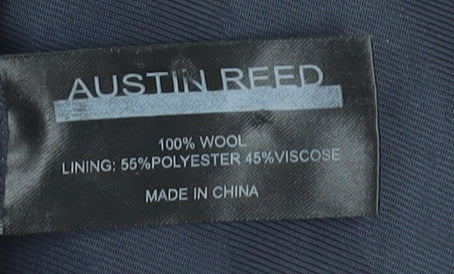 AUSTIN REED
100% WOOL
LINING: 55%POLYESTER 45%VISCOSE
MADE IN CHINA